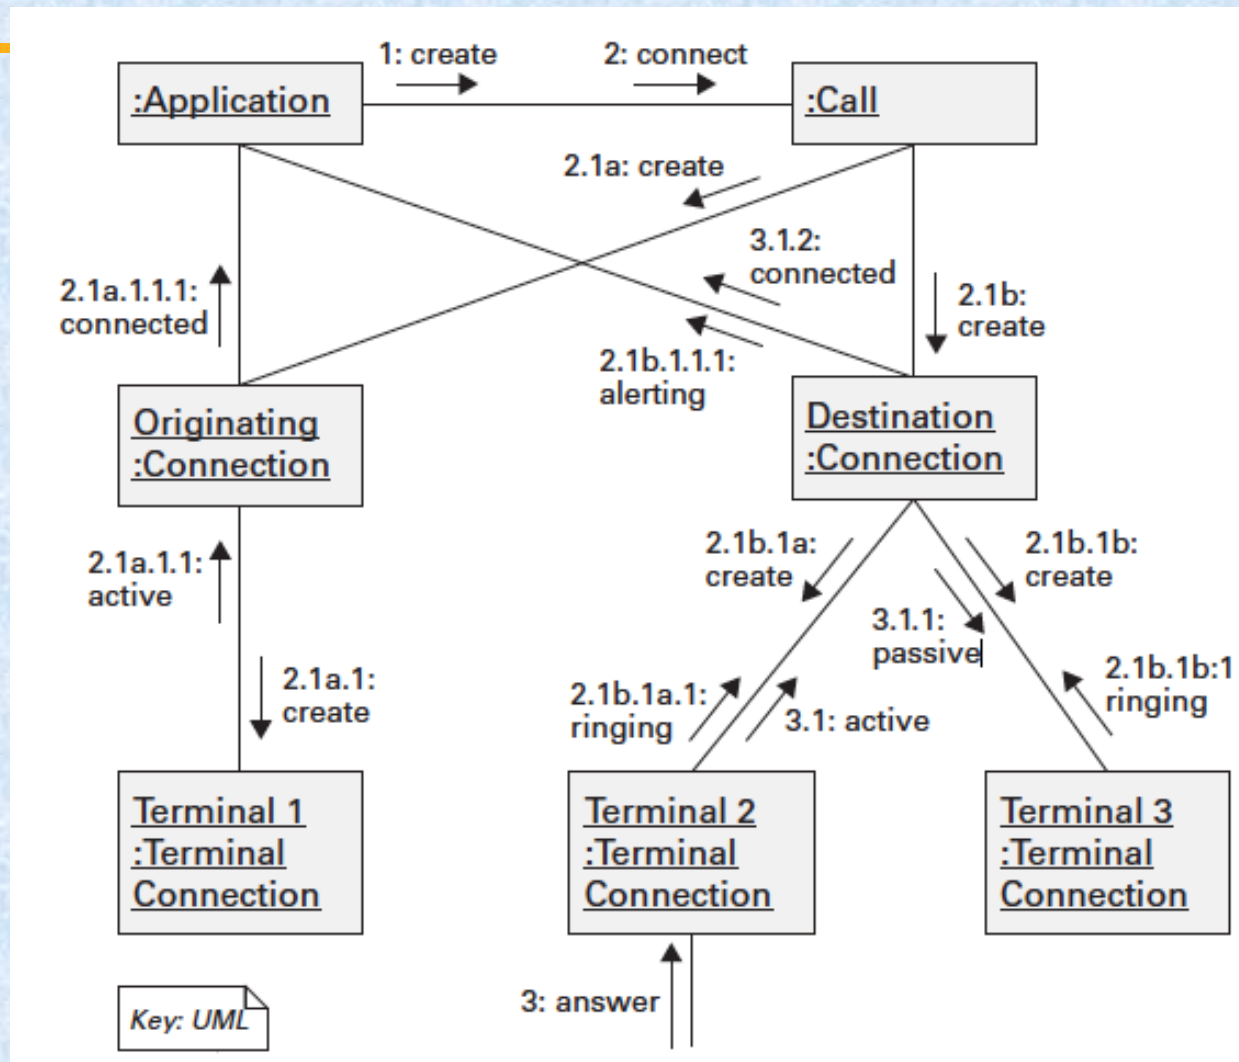 1: create
2: connect
:Application
:Call
2.1a: create
3.1.2:
connected
2.1a.1.1.1:
connected
2.1b:
create
2.1b.1.1.1:
alerting
Originating
:Connection
Destination
:Connection
2.1a.1.1:
active
2.1b.1a:
create
2.1b.1b:
create
3.1.1:
passive
2.1a.1:
create
2.1b.1a.1:
ringing
3.1: active
2.1b.1b:1
ringing
Terminal 1
:Terminal
Connection
Terminal 2
:Terminal
Connection
Terminal 3
:Terminal
Connection
3: answer
Key: UML